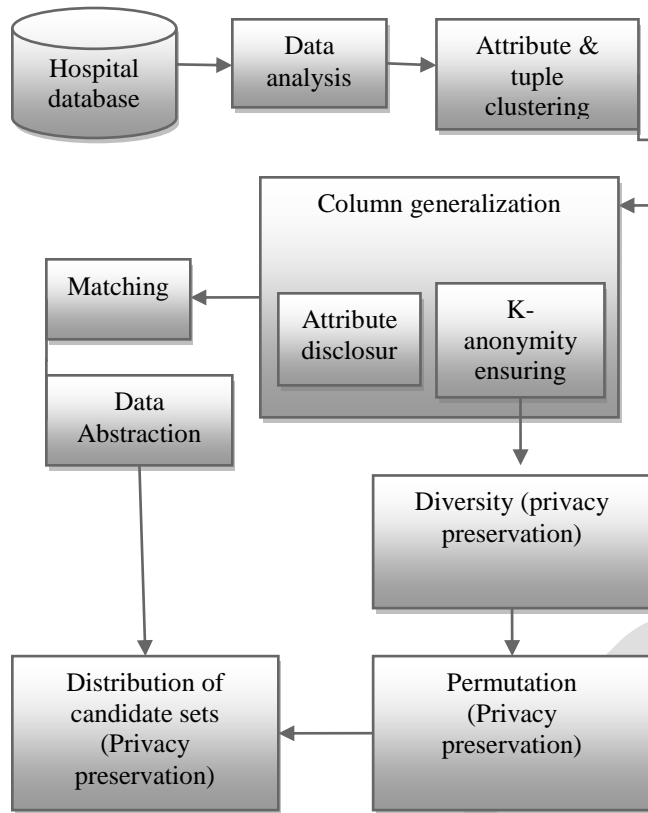 Hospital
database
Data
analysis
Attribute &
tuple
clustering
Column generalization
Matching
Attribute
disclosur
K-
anonymity
ensuring
Data
Abstraction
Diversity (privacy
preservation)
Distribution of
candidate sets
(Privacy
preservation)
Permutation
(Privacy
preservation)